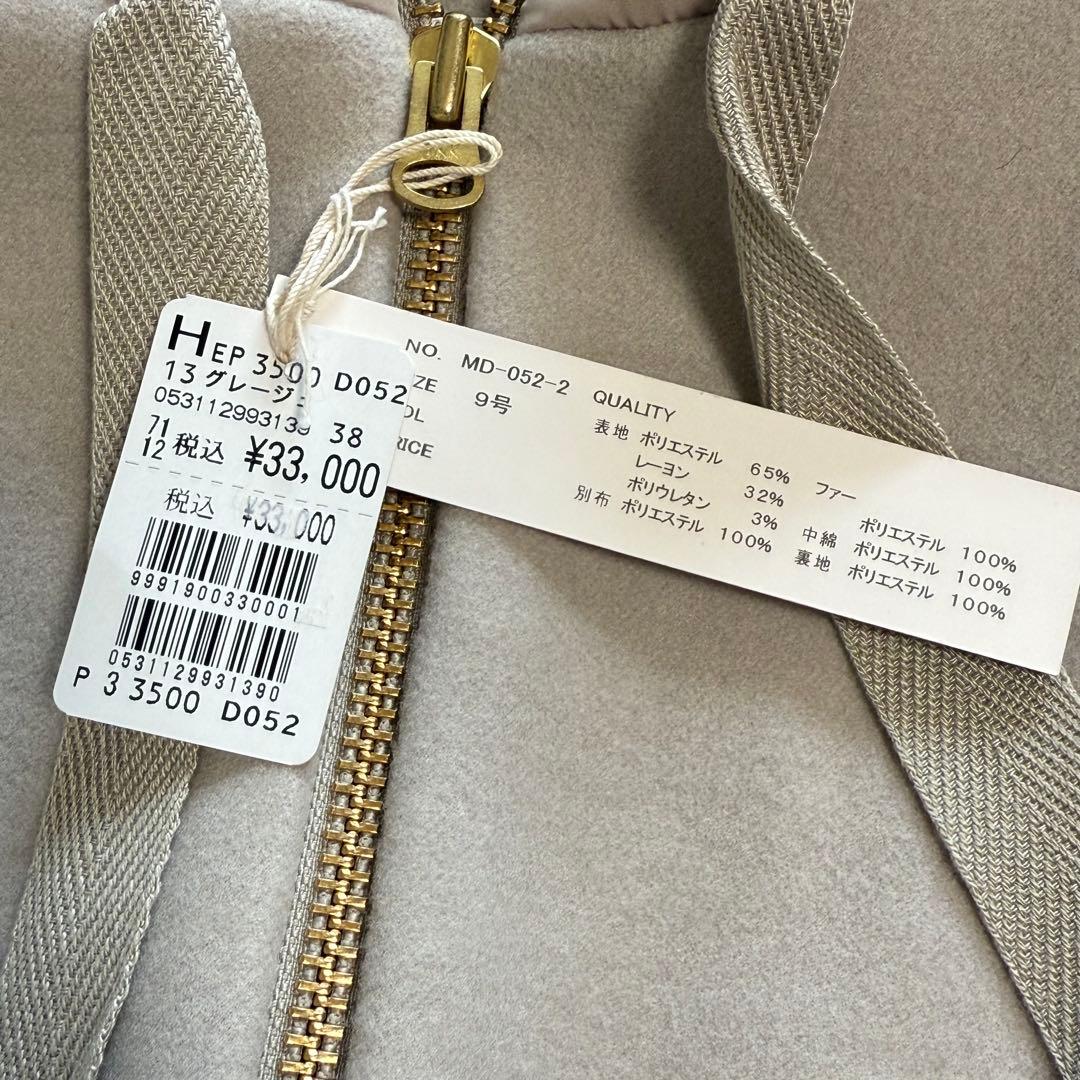 H EP 3500 D052
13 グレージュ
0531129931390 38
71
12 税込 ¥33,000
税込 ¥33,000
9991900330001
0531129931390
P 3 3500 D052
NO. MD-052-2 QUALITY
ZE 9号
表地 ポリエステル 65%
レーヨン 32%
ポリウレタン 3%
別布 ポリエステル 100%
ファー
ポリエステル 100%
中綿 ポリエステル 100%
裏地 ポリエステル 100%
OL
RICE